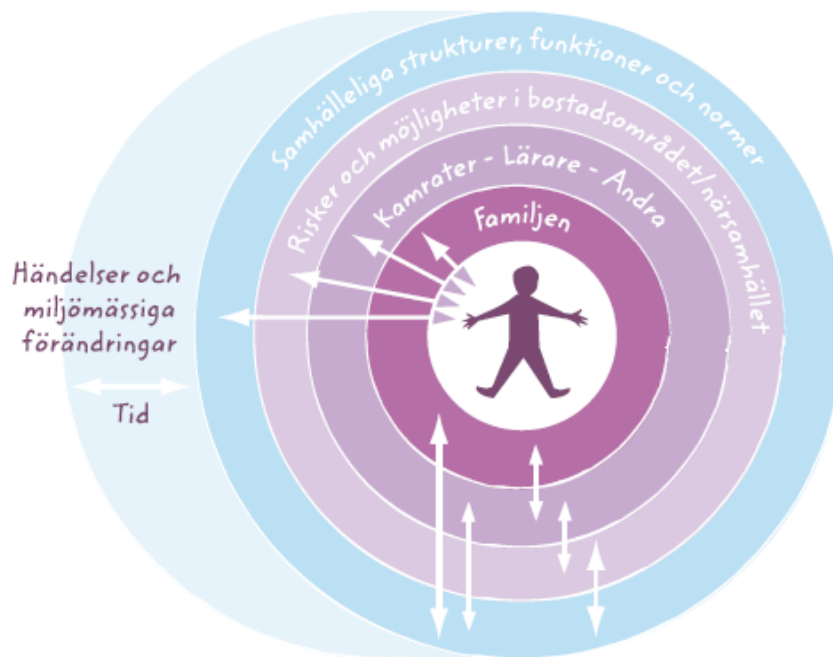 Samhälleliga strukturer, funktioner och normer
Risker och möjligheter i bostadsområdet/närsamhället
Kamrater - Lärare - Andra
Familjen
Händelser och
miljömässiga
förändringar
Tid